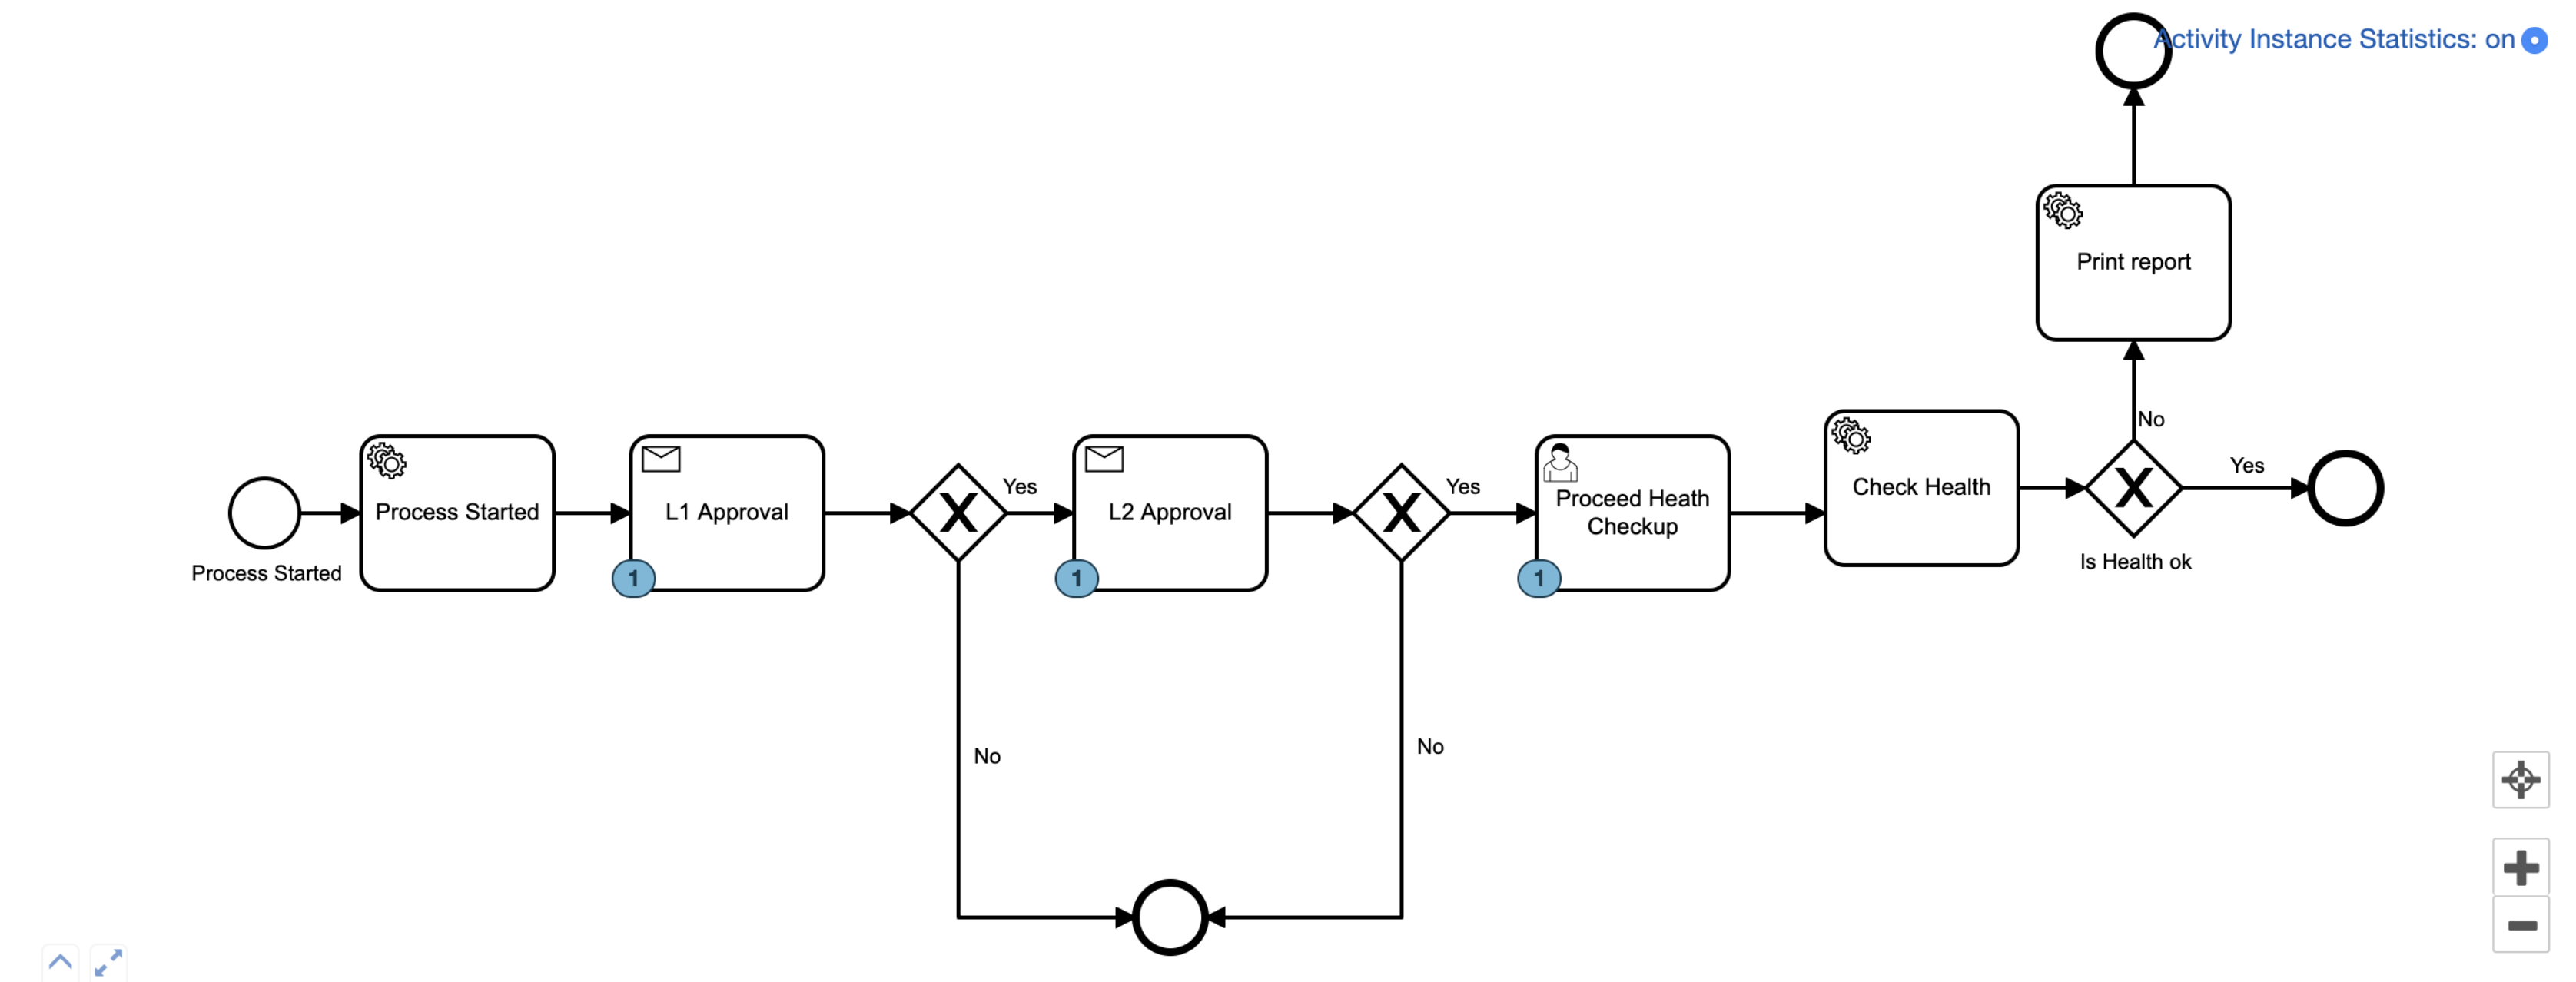 Activity Instance Statistics: on
Print report
No
Process Started
L1 Approval
X
Yes
L2 Approval
X
Yes
Proceed Heath
Checkup
Check Health
X
Yes
Process Started
1
1
1
Is Health ok
No
No